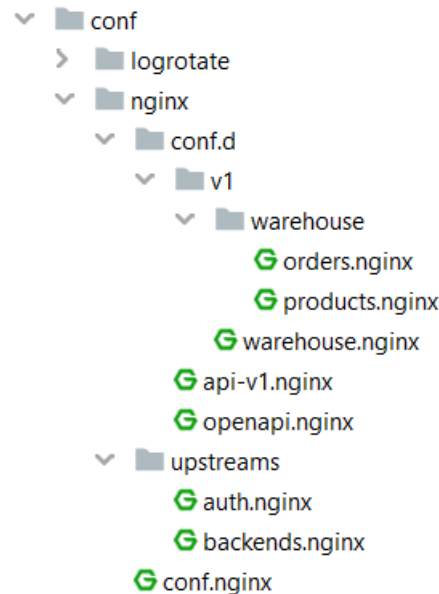 conf
logrotate
nginx
conf.d
v1
warehouse
orders.nginx
products.nginx
warehouse.nginx
api-v1.nginx
openapi.nginx
upstreams
auth.nginx
backends.nginx
conf.nginx